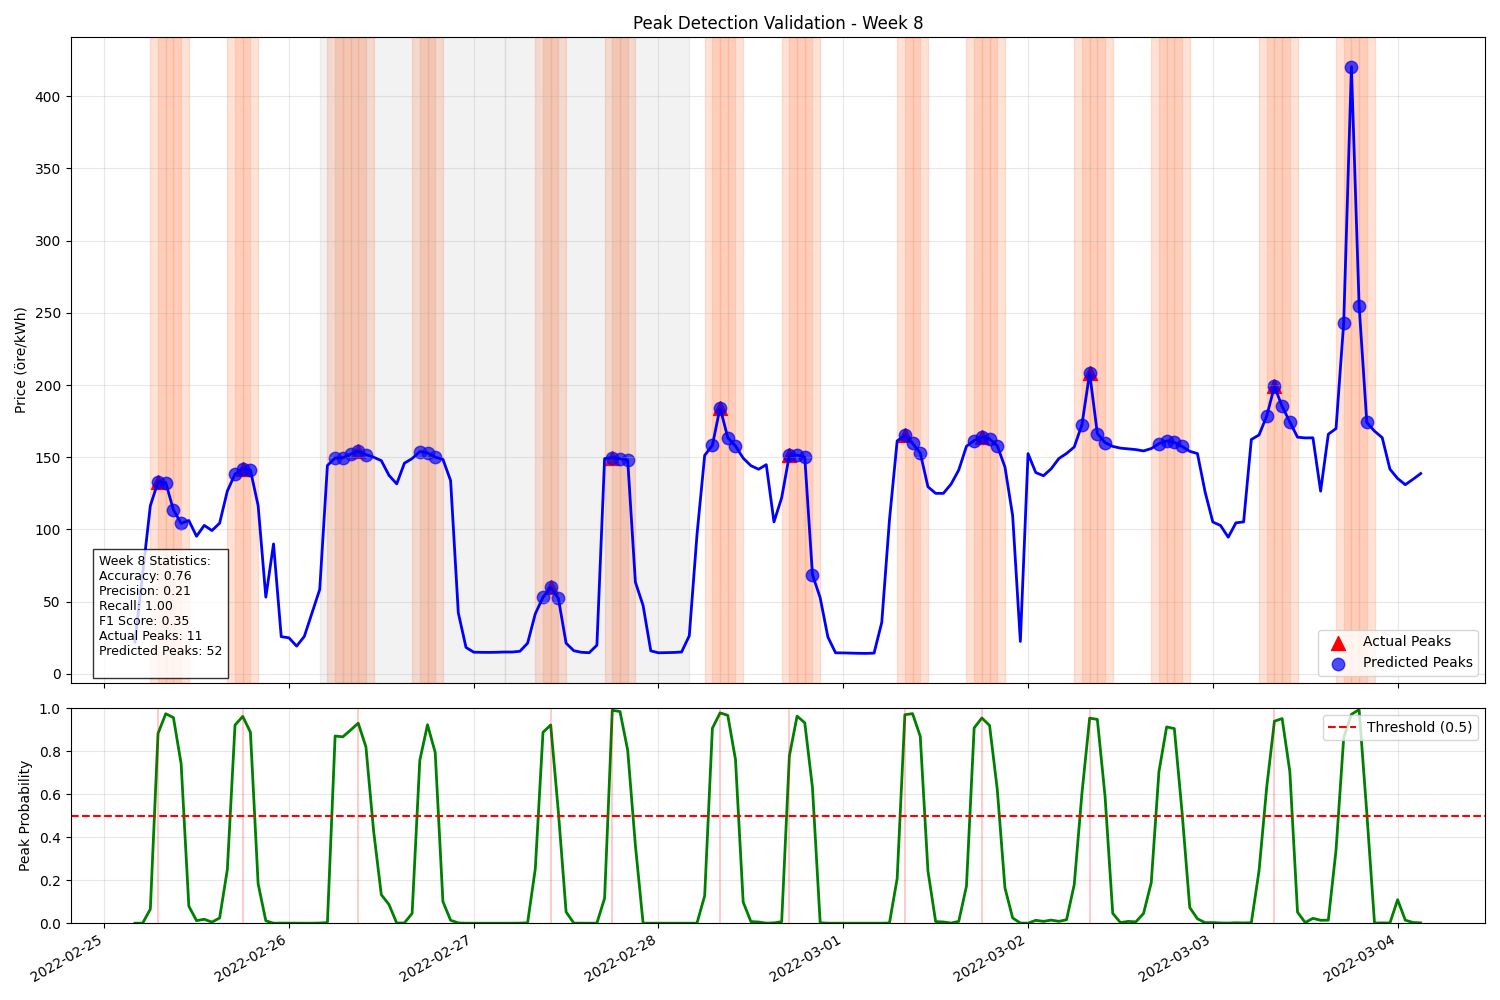 Peak Detection Validation - Week 8
Price (öre/kWh)
400
350
300
250
200
150
100
50
0
Week 8 Statistics:
Accuracy: 0.76
Precision: 0.21
Recall: 1.00
F1 Score: 0.35
Actual Peaks: 11
Predicted Peaks: 52
Actual Peaks
Predicted Peaks
Peak Probability
1.0
0.8
0.6
0.4
0.2
0.0
Threshold (0.5)
2022-02-25
2022-02-26
2022-02-27
2022-02-28
2022-03-01
2022-03-02
2022-03-03
2022-03-04